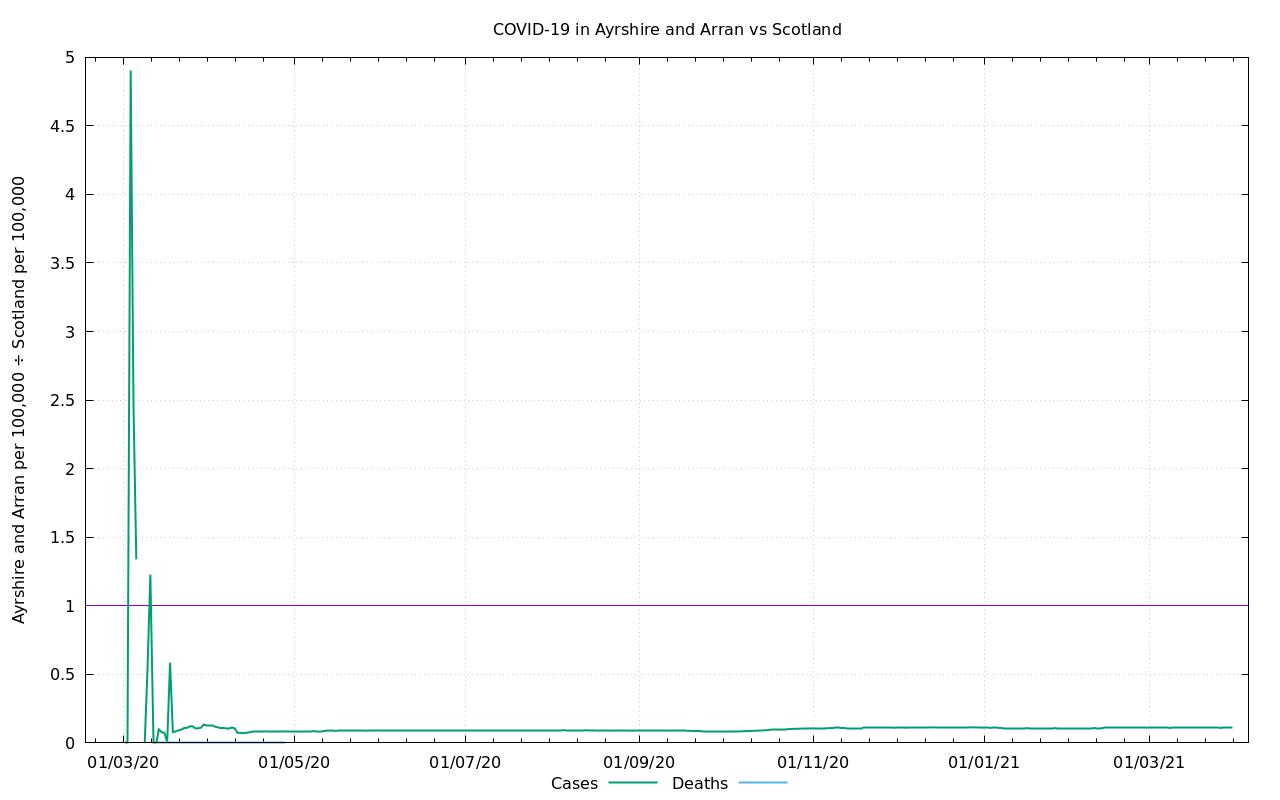 COVID-19 in Ayrshire and Arran vs Scotland
Ayrshire and Arran per 100,000 ÷ Scotland per 100,000
5
4.5
4
3.5
3
2.5
2
1.5
1
0.5
0
01/03/20 01/05/20 01/07/20 01/09/20 01/11/20 01/01/21 01/03/21
Cases Deaths